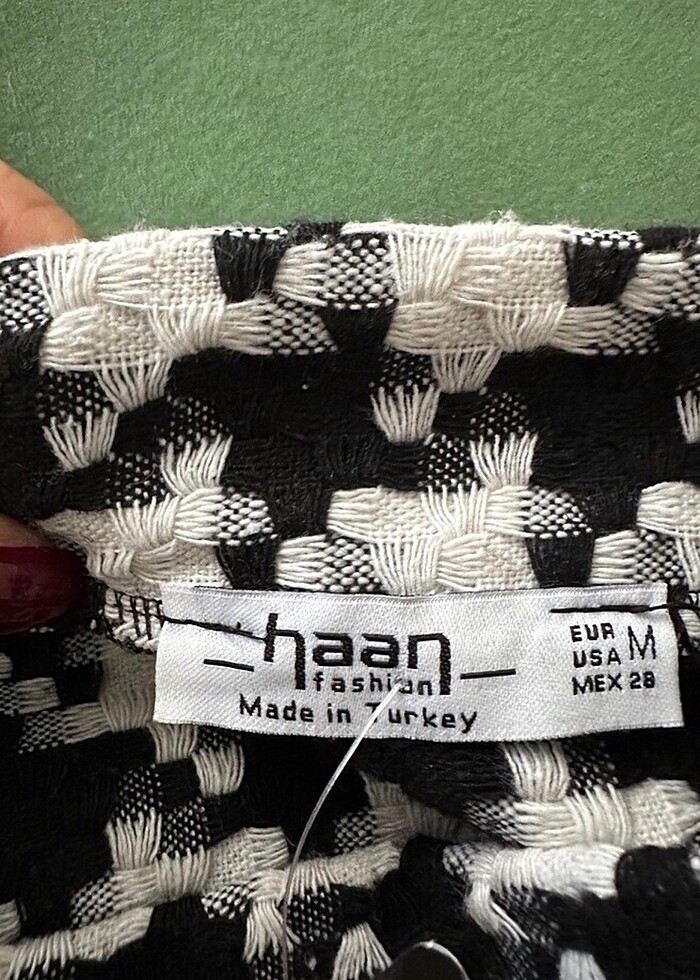 haan
fashion
Made in Turkey
EUR
USA M
MEX 28